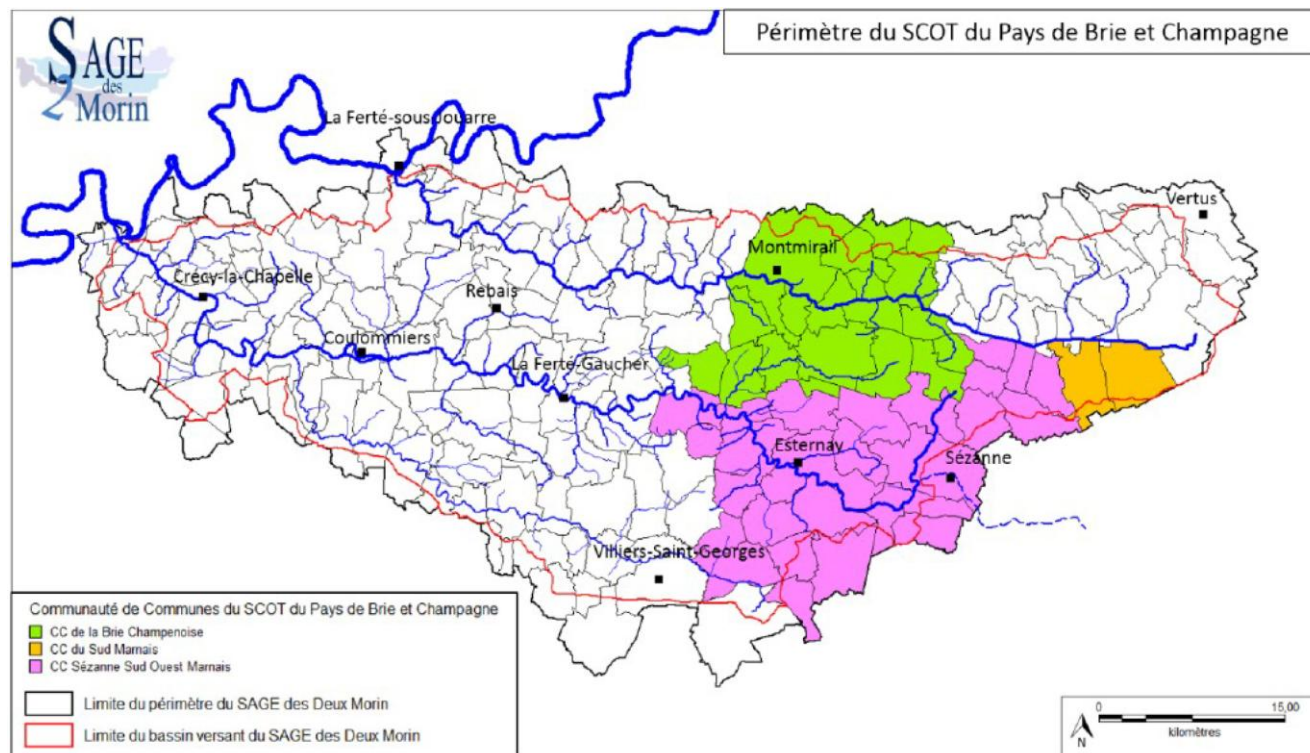 SAGE
des
2 Morin
Périmètre du SCOT du Pays de Brie et Champagne
La Ferté-sous-Jouarre
Vertus
Montmirail
Crécy-la-Chapelle
Rebais
Coulommiers
La Ferté-Gaucher
Esternay
Sézanne
Villiers-Saint-Georges
Communauté de Communes du SCOT du Pays de Brie et Champagne
CC de la Brie Champenoise
CC du Sud Marnais
CC Sézanne Sud Ouest Marnais
Limite du périmètre du SAGE des Deux Morin
Limite du bassin versant du SAGE des Deux Morin
0 15,00
kilomètres
N